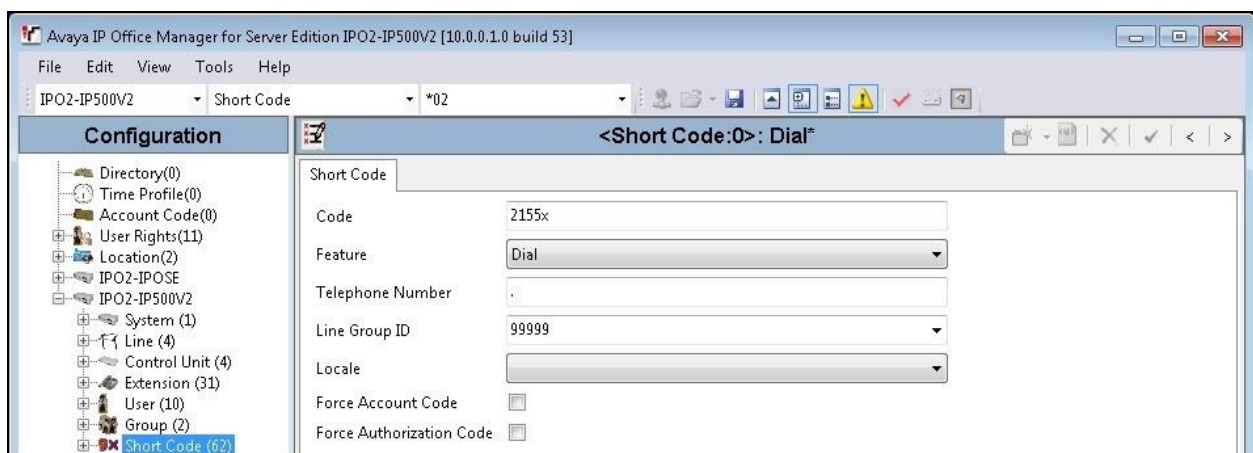 Avaya IP Office Manager for Server Edition IPO2-IP500V2 [10.0.0.1.0 build 53]
File Edit View Tools Help
IPO2-IP500V2 Short Code *02
Configuration
<Short Code:0>: Dial*
Directory(0)
Time Profile(0)
Account Code(0)
User Rights(11)
Location(2)
IPO2-IPOSE
IPO2-IP500V2
System (1)
Line (4)
Control Unit (4)
Extension (31)
User (10)
Group (2)
Short Code (62)
Short Code
Code 2155x
Feature Dial
Telephone Number .
Line Group ID 99999
Locale
Force Account Code
Force Authorization Code